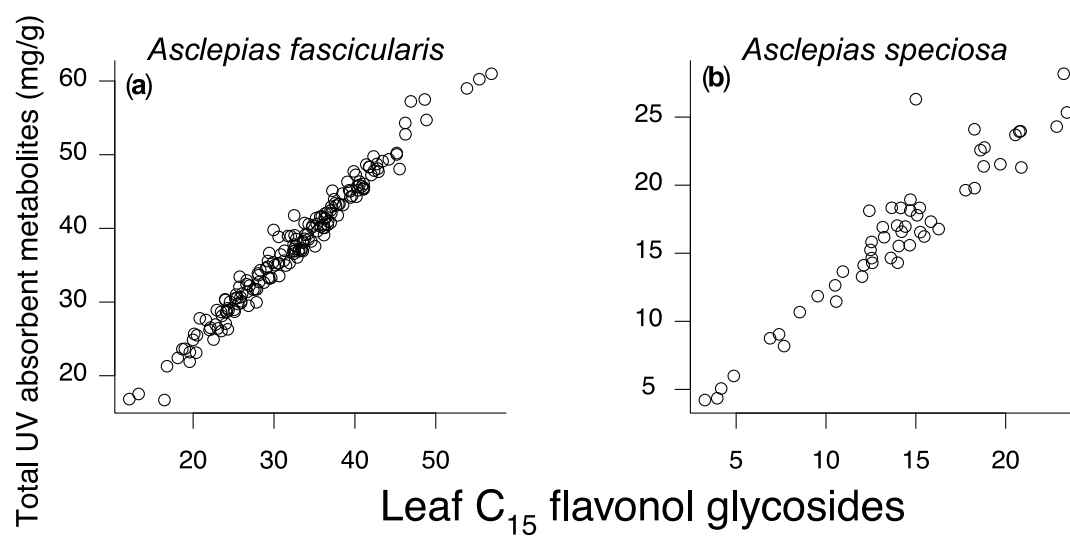 Asclepias fascicularis
Asclepias speciosa
Total UV absorbent metabolites (mg/g)
(a)
60
50
40
30
20
20 30 40 50
(b)
25
20
15
10
5
5 10 15 20
Leaf C₁₅ flavonol glycosides